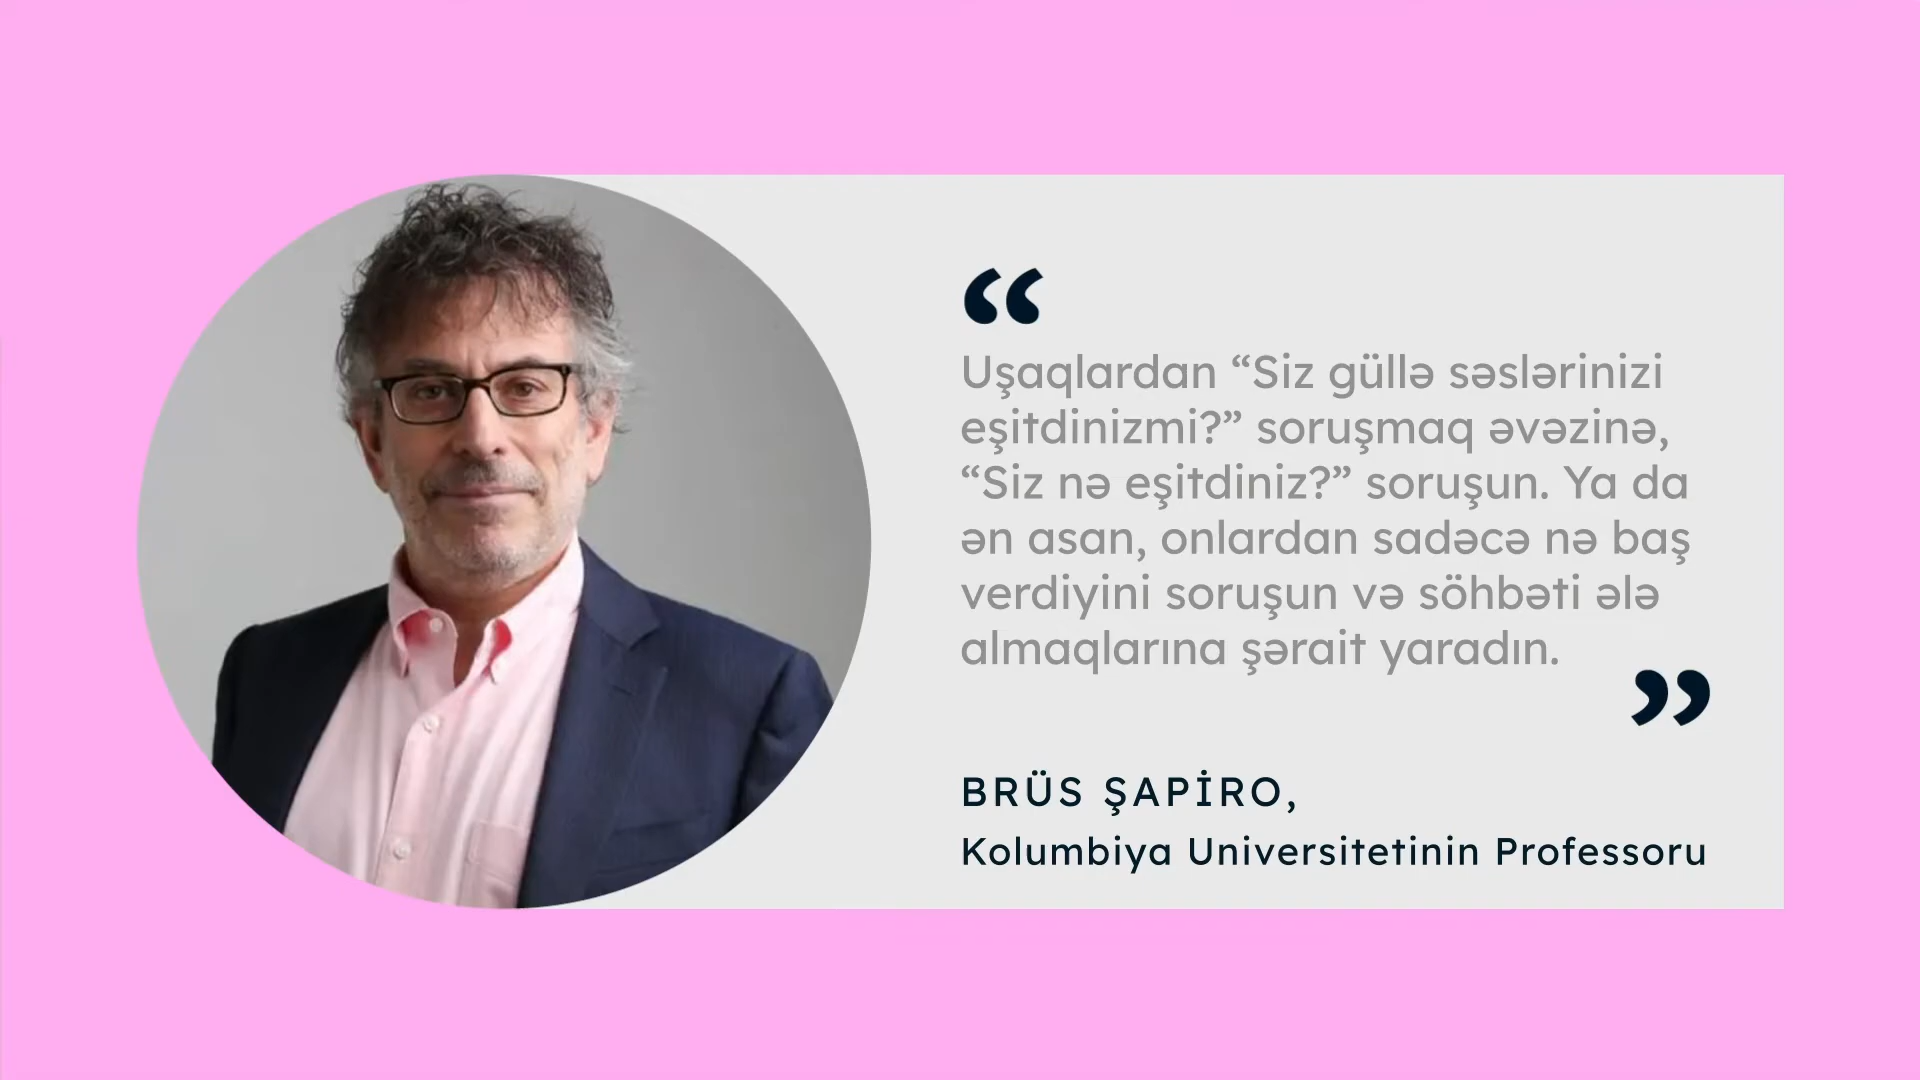 “
Uşaqlardan “Siz güllə səslərinizi
eşitdinizmi?” soruşmaq əvəzinə,
“Siz nə eşitdiniz?” soruşun. Ya da
ən asan, onlardan sadəcə nə baş
verdiyini soruşun və söhbəti ələ
almaqlarına şərait yaradın.
”
BRÜS ŞAPİRO,
Kolumbiya Universitetinin Professoru